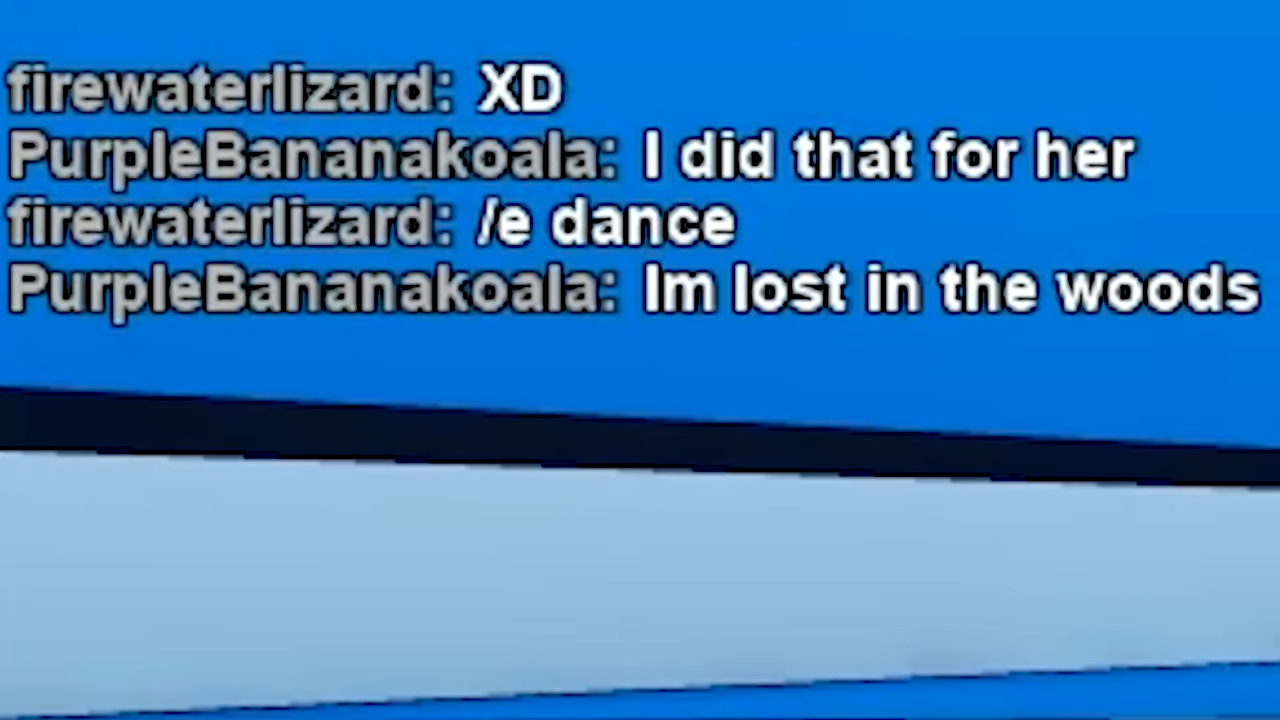 firewaterlizard: XD
PurpleBananakoala: I did that for her
firewaterlizard: /e dance
PurpleBananakoala: Im lost in the woods